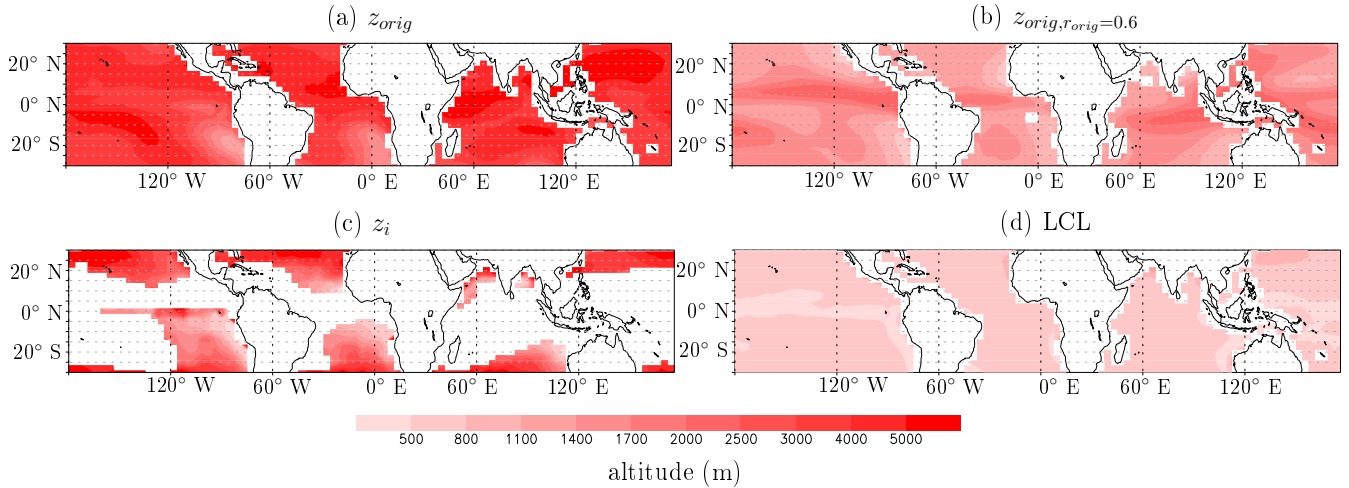 (a) z_orig
(b) z_orig,r_orig=0.6
20° N
0° N
20° S
120° W 60° W 0° E 60° E 120° E
20° N
0° N
20° S
120° W 60° W 0° E 60° E 120° E
(c) z_i
(d) LCL
20° N
0° N
20° S
120° W 60° W 0° E 60° E 120° E
20° N
0° N
20° S
120° W 60° W 0° E 60° E 120° E
500 800 1100 1400 1700 2000 2500 3000 4000 5000
altitude (m)